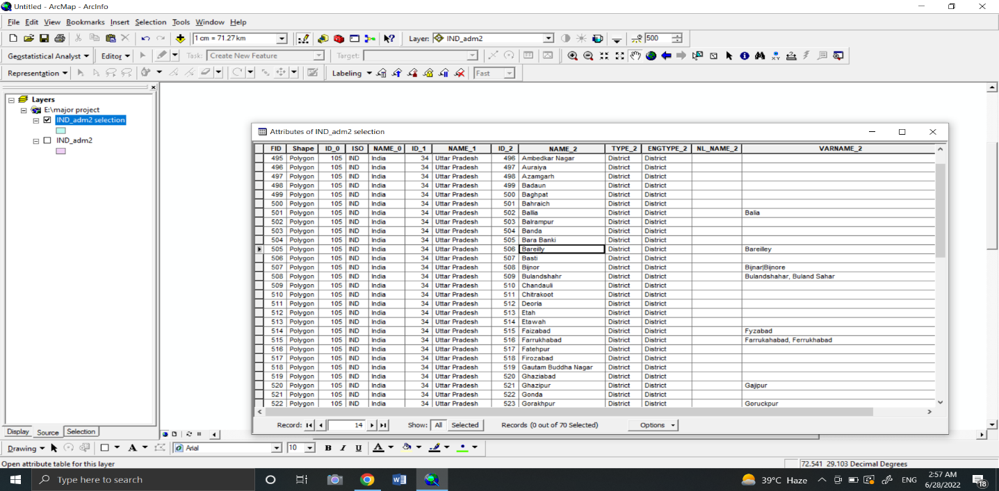 Untitled - ArcMap - ArcInfo
File Edit View Bookmarks Insert Selection Tools Window Help
1 cm = 71.27 km Layer: IND_adm2 500
Geostatistical Analyst Editor Task: Create New Feature Target:
Representation Labeling Fast
Layers
E:\major project
IND_adm2 selection
IND_adm2
Attributes of IND_adm2 selection
FID Shape ID_0 ISO NAME_0 ID_1 NAME_1 ID_2 NAME_2 TYPE_2 ENGTYPE_2 NL_NAME_2 VARNAME_2
495 Polygon 105 IND India 34 Uttar Pradesh 496 Ambedkar Nagar District District
496 Polygon 105 IND India 34 Uttar Pradesh 497 Auraiya District District
497 Polygon 105 IND India 34 Uttar Pradesh 498 Azamgarh District District
498 Polygon 105 IND India 34 Uttar Pradesh 499 Badaun District District
499 Polygon 105 IND India 34 Uttar Pradesh 500 Baghpat District District
500 Polygon 105 IND India 34 Uttar Pradesh 501 Bahraich District District
501 Polygon 105 IND India 34 Uttar Pradesh 502 Ballia District District Balia
502 Polygon 105 IND India 34 Uttar Pradesh 503 Balrampur District District
503 Polygon 105 IND India 34 Uttar Pradesh 504 Banda District District
504 Polygon 105 IND India 34 Uttar Pradesh 505 Bara Banki District District
505 Polygon 105 IND India 34 Uttar Pradesh 506 Bareilly District District Bareilley
506 Polygon 105 IND India 34 Uttar Pradesh 507 Basti District District
507 Polygon 105 IND India 34 Uttar Pradesh 508 Bijnor District District Bijnar|Bijnore
508 Polygon 105 IND India 34 Uttar Pradesh 509 Bulandshahr District District Bulandshahar, Buland Sahar
509 Polygon 105 IND India 34 Uttar Pradesh 510 Chandauli District District
510 Polygon 105 IND India 34 Uttar Pradesh 511 Chitrakoot District District
511 Polygon 105 IND India 34 Uttar Pradesh 512 Deoria District District
512 Polygon 105 IND India 34 Uttar Pradesh 513 Etah District District
513 Polygon 105 IND India 34 Uttar Pradesh 514 Etawah District District
514 Polygon 105 IND India 34 Uttar Pradesh 515 Faizabad District District Fyzabad
515 Polygon 105 IND India 34 Uttar Pradesh 516 Farrukhabad District District Farrukahabad, Ferrukhabad
516 Polygon 105 IND India 34 Uttar Pradesh 517 Fatehpur District District
517 Polygon 105 IND India 34 Uttar Pradesh 518 Firozabad District District
518 Polygon 105 IND India 34 Uttar Pradesh 519 Gautam Buddha Nagar District District
519 Polygon 105 IND India 34 Uttar Pradesh 520 Ghaziabad District District
520 Polygon 105 IND India 34 Uttar Pradesh 521 Ghazipur District District Gajipur
521 Polygon 105 IND India 34 Uttar Pradesh 522 Gonda District District
522 Polygon 105 IND India 34 Uttar Pradesh 523 Gorakhpur District District Goruckpur
Record: 14 Show: All Selected Records (0 out of 70 Selected) Options
Display Source Selection
Drawing A Arial 10 B I U A
Open attribute table for this layer 72.541 29.103 Decimal Degrees
Type here to search 39°C Haze ENG 2:57 AM
6/28/2022 18